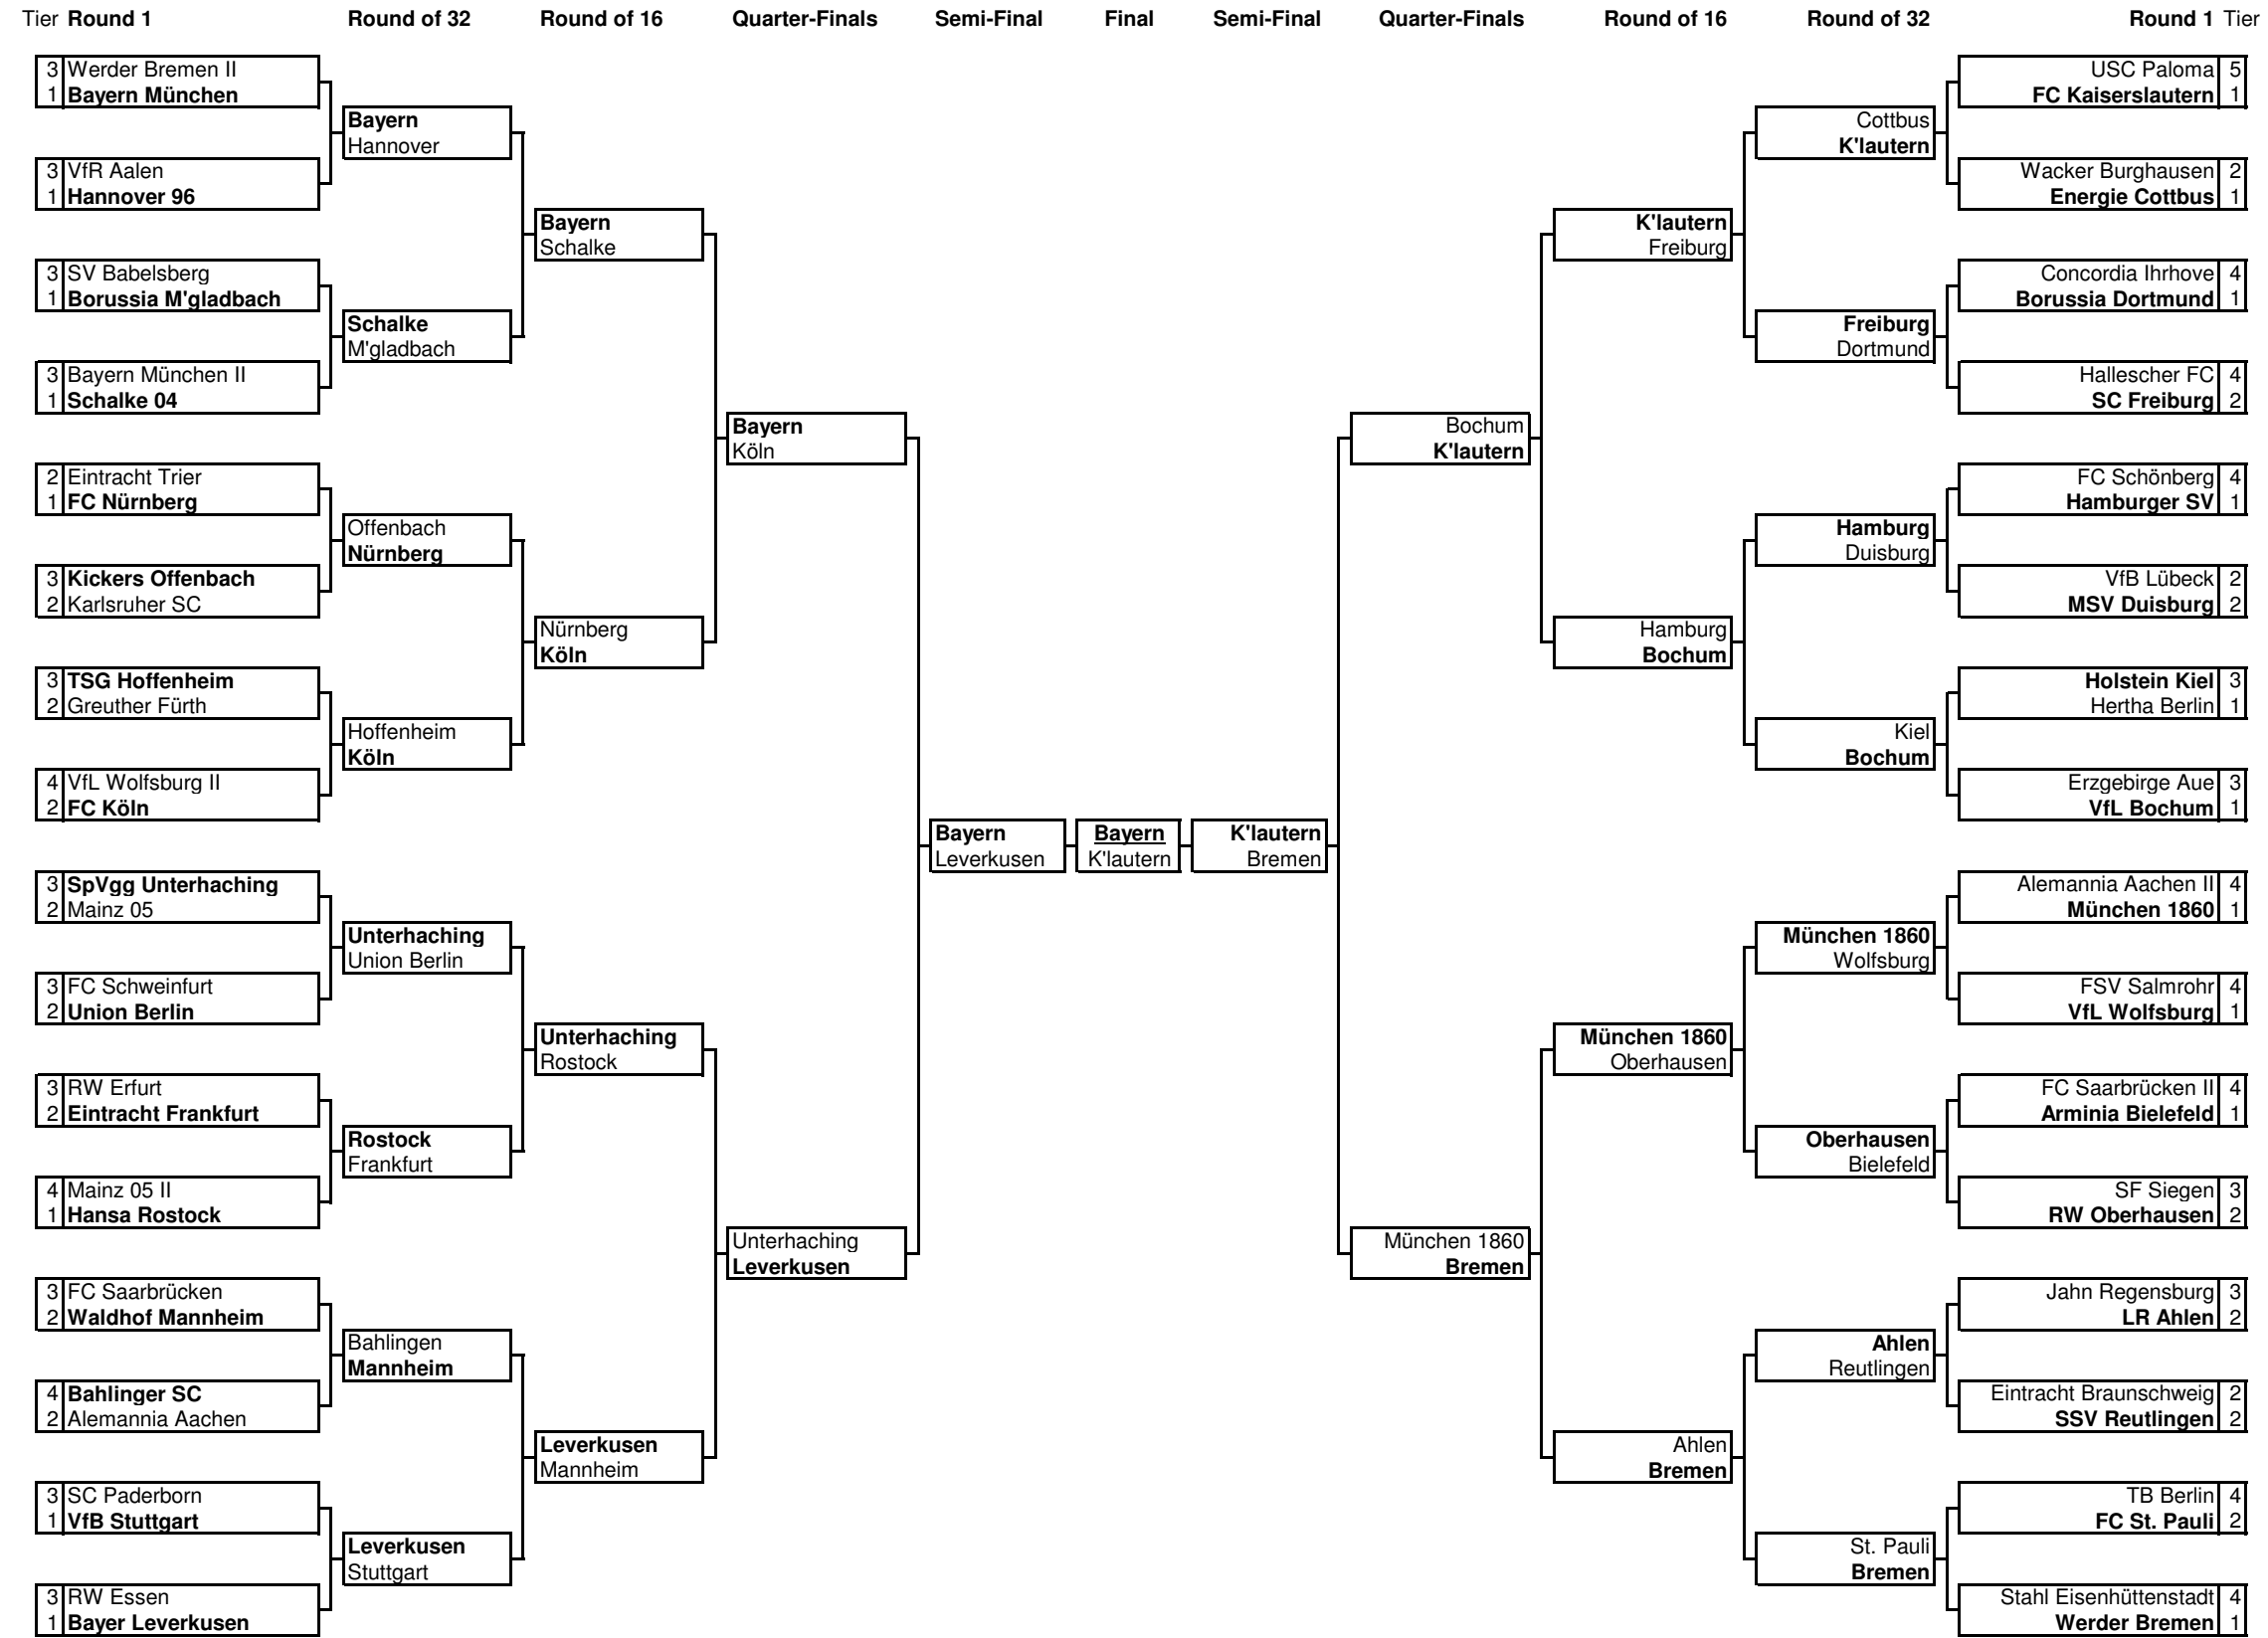 Tier Round 1 Round of 32 Round of 16 Quarter-Finals Semi-Final Final Semi-Final Quarter-Finals Round of 16 Round of 32 Round 1 Tier
3 Werder Bremen II
1 Bayern München
3 VfR Aalen
1 Hannover 96
3 SV Babelsberg
1 Borussia M'gladbach
3 Bayern München II
1 Schalke 04
2 Eintracht Trier
1 FC Nürnberg
3 Kickers Offenbach
2 Karlsruher SC
3 TSG Hoffenheim
2 Greuther Fürth
4 VfL Wolfsburg II
2 FC Köln
3 SpVgg Unterhaching
2 Mainz 05
3 FC Schweinfurt
2 Union Berlin
3 RW Erfurt
2 Eintracht Frankfurt
4 Mainz 05 II
1 Hansa Rostock
3 FC Saarbrücken
2 Waldhof Mannheim
4 Bahlinger SC
2 Alemannia Aachen
3 SC Paderborn
1 VfB Stuttgart
3 RW Essen
1 Bayer Leverkusen
Bayern
Hannover
Schalke
M'gladbach
Offenbach
Nürnberg
Hoffenheim
Köln
Unterhaching
Union Berlin
Rostock
Frankfurt
Bahlingen
Mannheim
Leverkusen
Stuttgart
Bayern
Schalke
Nürnberg
Köln
Unterhaching
Rostock
Leverkusen
Mannheim
Bayern
Köln
Unterhaching
Leverkusen
Bayern
Leverkusen
Bayern
K'lautern
K'lautern
Bremen
Bochum
K'lautern
München 1860
Bremen
K'lautern
Freiburg
Hamburg
Bochum
München 1860
Oberhausen
Ahlen
Bremen
Cottbus
K'lautern
Freiburg
Dortmund
Hamburg
Duisburg
Kiel
Bochum
München 1860
Wolfsburg
Oberhausen
Bielefeld
Ahlen
Reutlingen
St. Pauli
Bremen
USC Paloma 5
FC Kaiserslautern 1
Wacker Burghausen 2
Energie Cottbus 1
Concordia Ihrhove 4
Borussia Dortmund 1
Hallescher FC 4
SC Freiburg 2
FC Schönberg 4
Hamburger SV 1
VfB Lübeck 2
MSV Duisburg 2
Holstein Kiel 3
Hertha Berlin 1
Erzgebirge Aue 3
VfL Bochum 1
Alemannia Aachen II 4
München 1860 1
FSV Salmrohr 4
VfL Wolfsburg 1
FC Saarbrücken II 4
Arminia Bielefeld 1
SF Siegen 3
RW Oberhausen 2
Jahn Regensburg 3
LR Ahlen 2
Eintracht Braunschweig 2
SSV Reutlingen 2
TB Berlin 4
FC St. Pauli 2
Stahl Eisenhüttenstadt 4
Werder Bremen 1